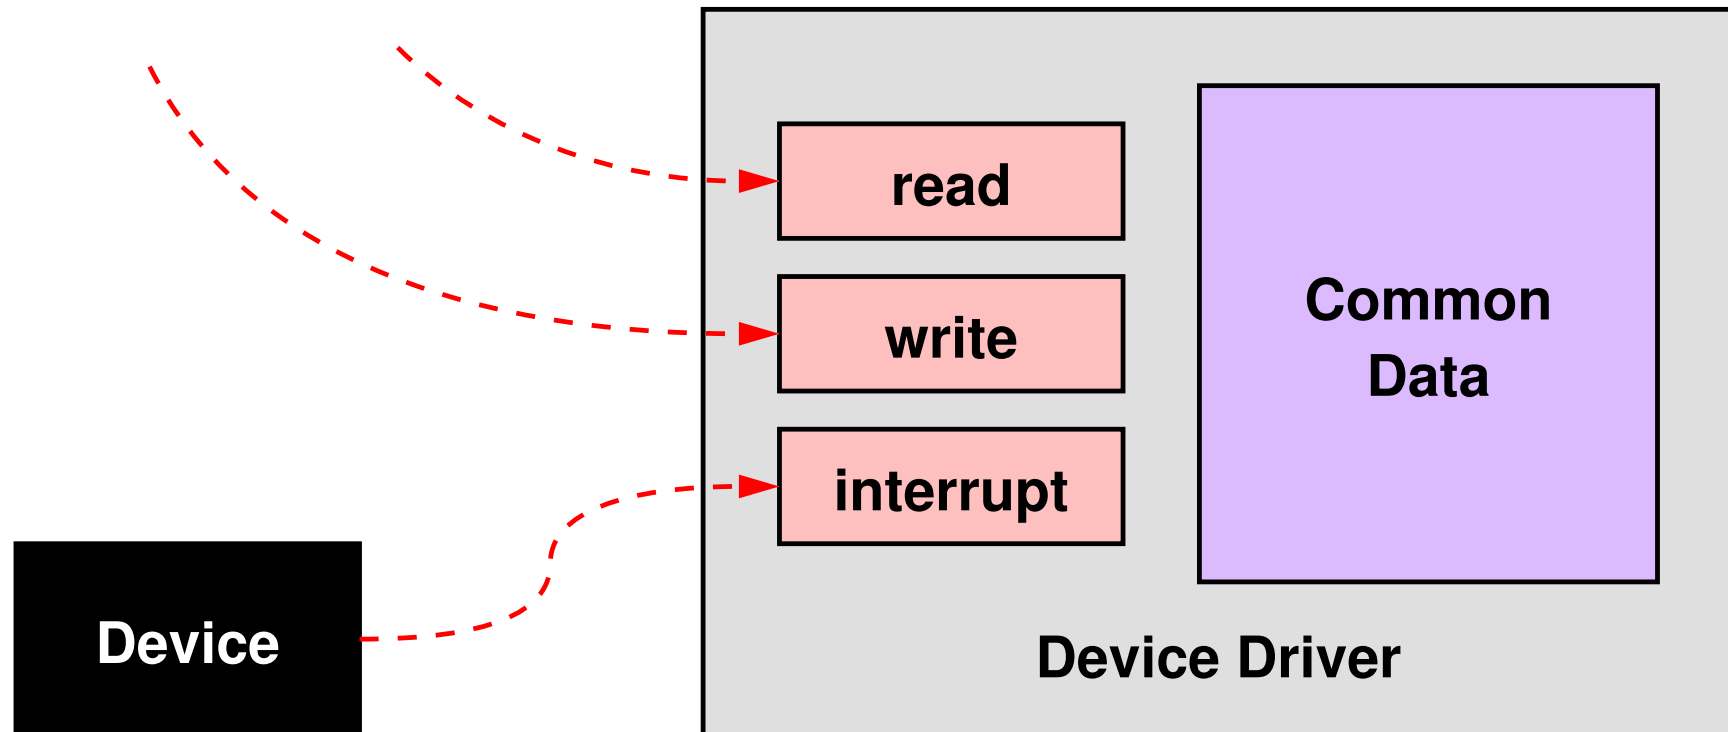 read
write
interrupt
Common
Data
Device
Device Driver